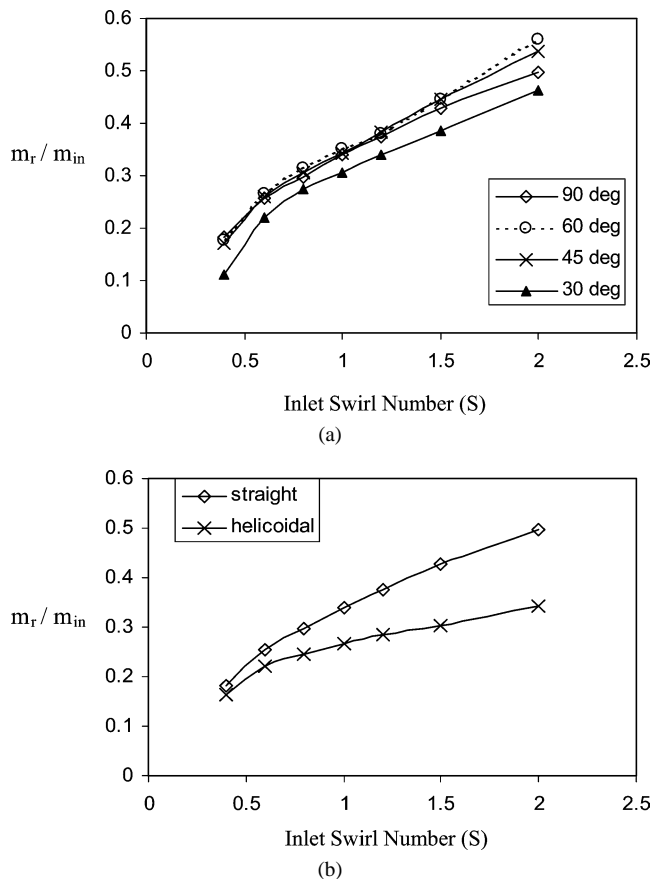 0.6
0.5
0.4
0.3
0.2
0.1
0
m_r / m_in
90 deg
60 deg
45 deg
30 deg
0 0.5 1 1.5 2 2.5
Inlet Swirl Number (S)
(a)
0.6
0.5
0.4
0.3
0.2
0.1
0
m_r / m_in
straight
helicoidal
0 0.5 1 1.5 2 2.5
Inlet Swirl Number (S)
(b)